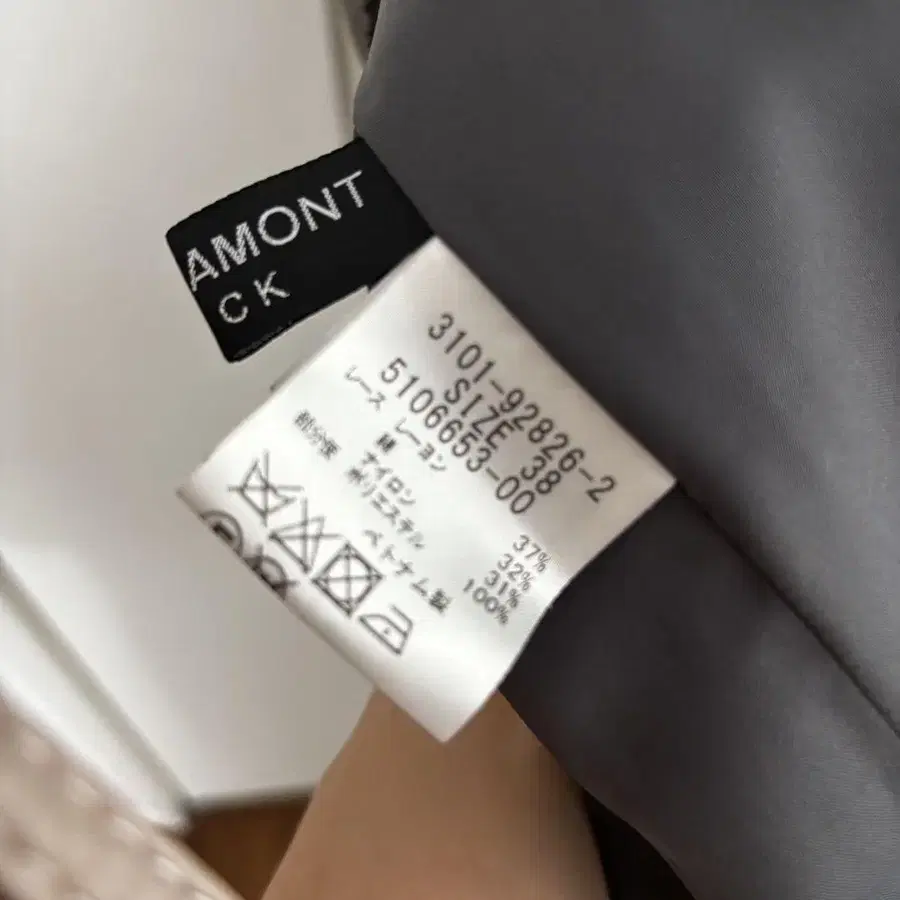 AMONT
CK
3101-92826-2
SIZE 38
5106653-00
レース レーヨン 37%
綿 32%
ナイロン 31%
部分使 ポリエステル 100%
ベトナム製